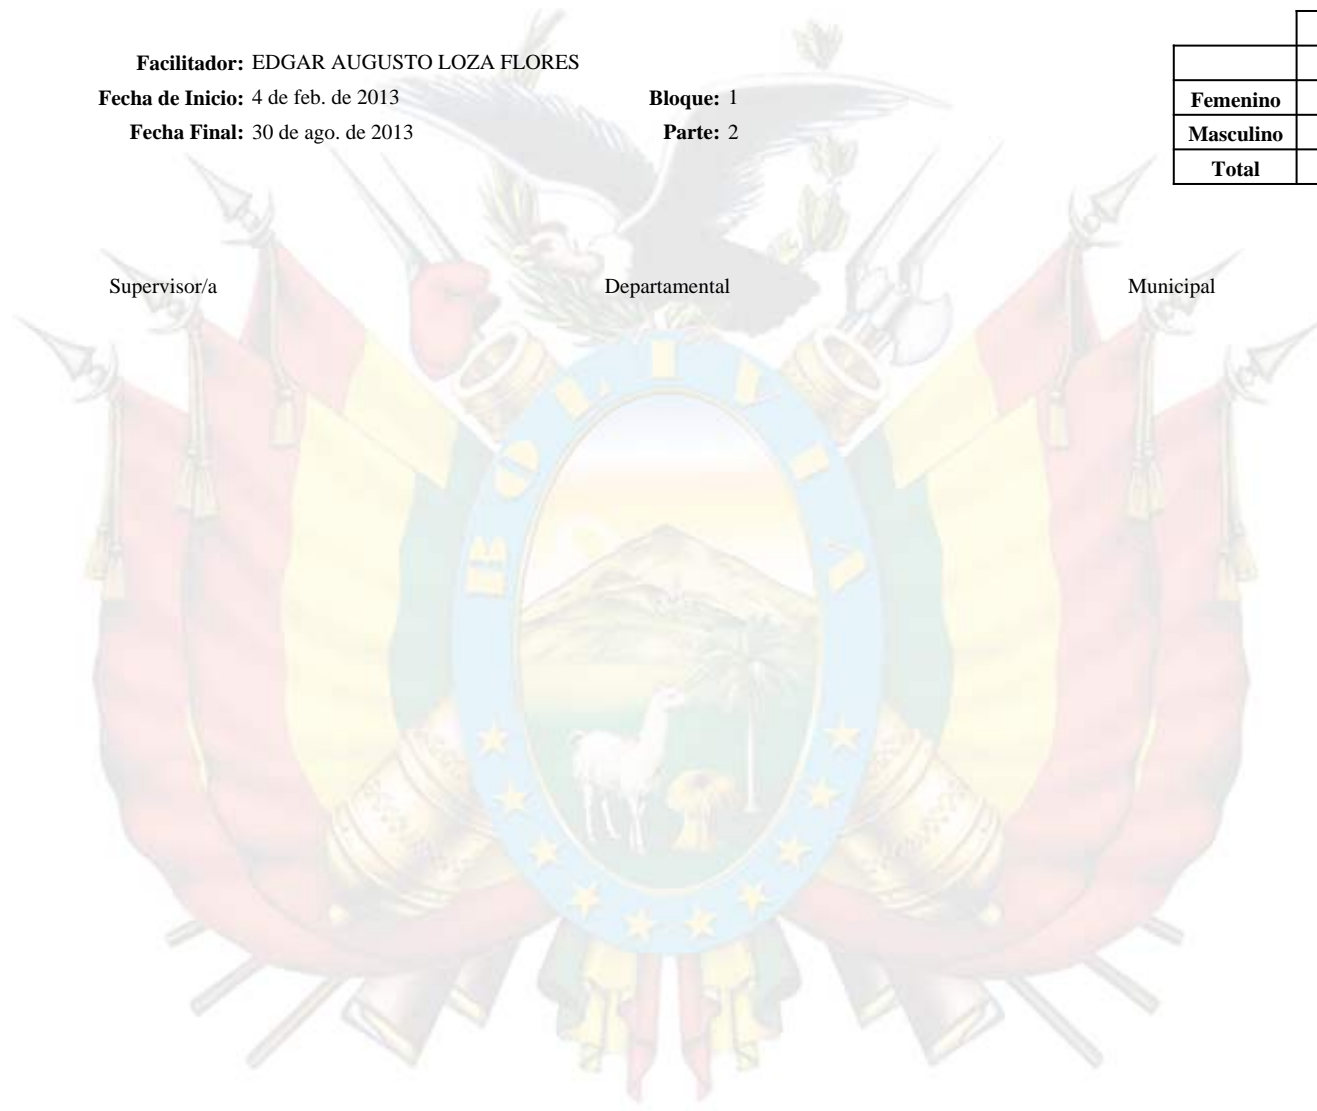 Facilitador: EDGAR AUGUSTO LOZA FLORES
Fecha de Inicio: 4 de feb. de 2013 Bloque: 1
Fecha Final: 30 de ago. de 2013 Parte: 2
Femenino
Masculino
Total
Supervisor/a Departamental Municipal
BOLIVIA